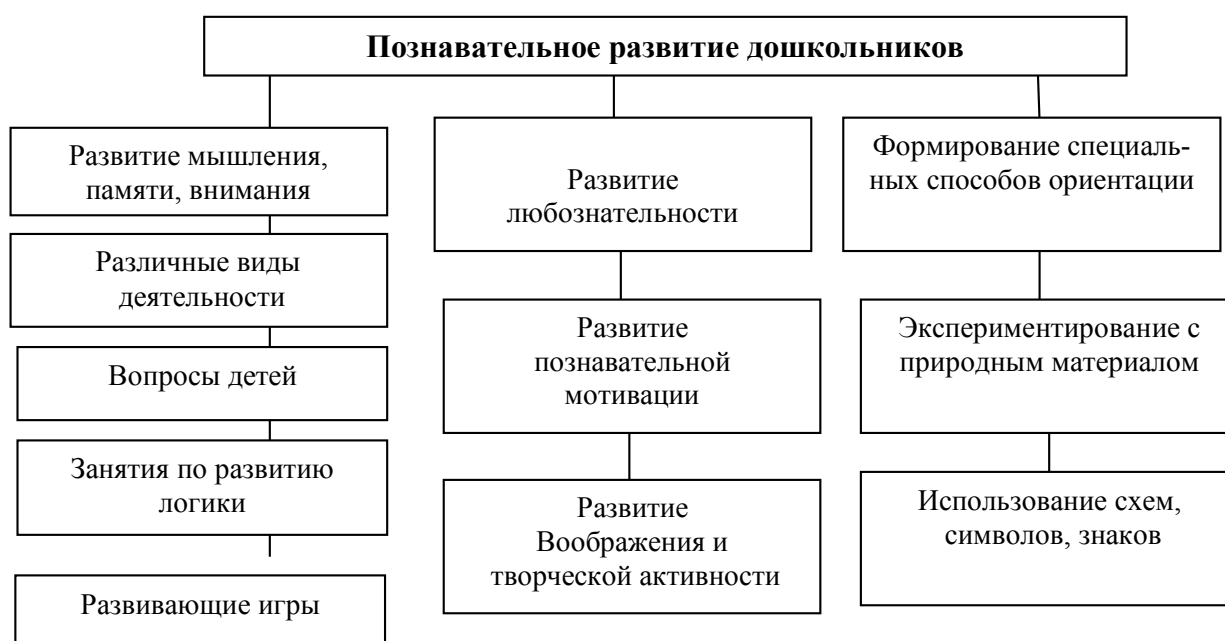 Познавательное развитие дошкольников
Развитие мышления,
памяти, внимания
Различные виды
деятельности
Вопросы детей
Занятия по развитию
логики
Развивающие игры
Развитие
любознательности
Развитие
познавательной
мотивации
Развитие
Воображения и
творческой активности
Формирование специаль-
ных способов ориентации
Экспериментирование с
природным материалом
Использование схем,
символов, знаков